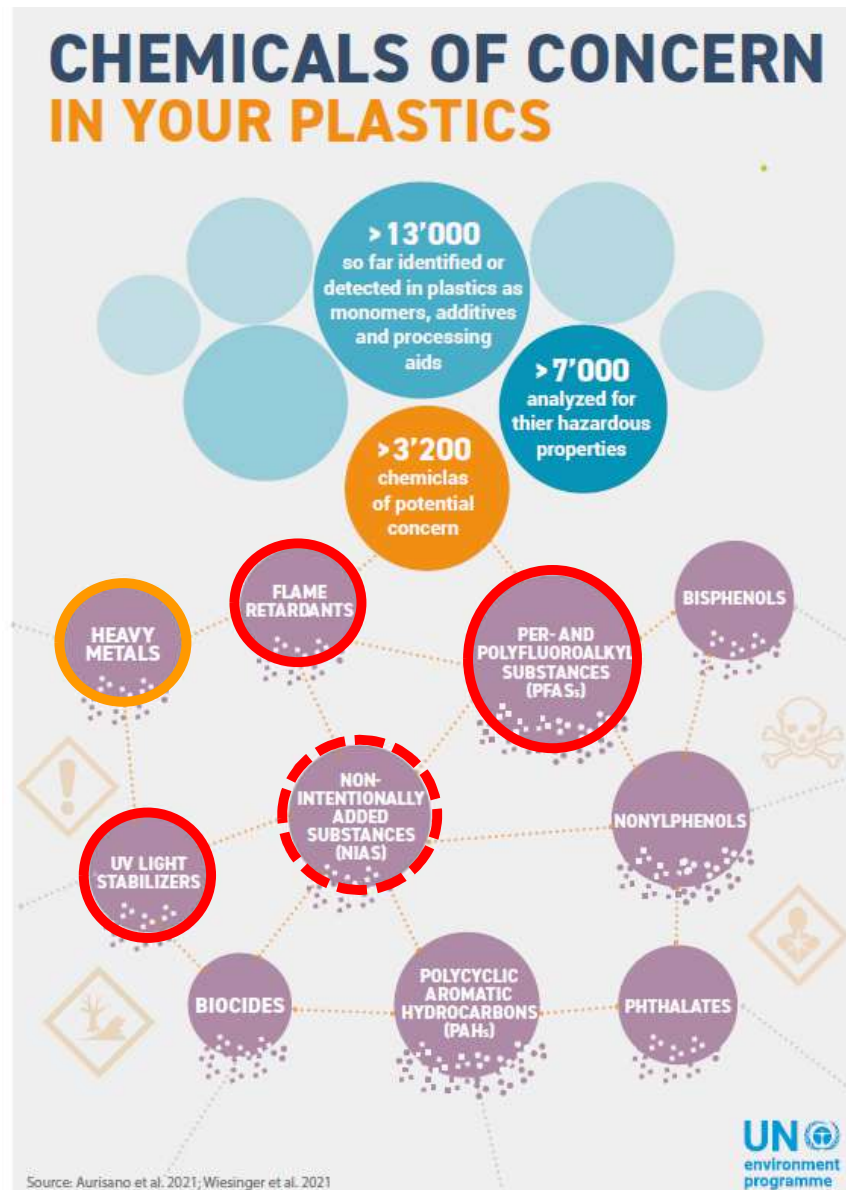 CHEMICALS OF CONCERN
IN YOUR PLASTICS
>13’000
so far identified or
detected in plastics as
monomers, additives
and processing
aids
>7’000
analyzed for
thier hazardous
properties
>3’200
chemiclas
of potential
concern
FLAME
RETARDANTS
HEAVY
METALS
PER- AND
POLYFLUOROALKYL
SUBSTANCES
(PFASs)
BISPHENOLS
NON-
INTENTIONALLY
ADDED
SUBSTANCES
(NIAS)
NONYLPHENOLS
UV LIGHT
STABILIZERS
BIOCIDES
POLYCYCLIC
AROMATIC
HYDROCARBONS
(PAHs)
PHTHALATES
UN
environment
programme
Source: Aurisano et al. 2021; Wiesinger et al. 2021